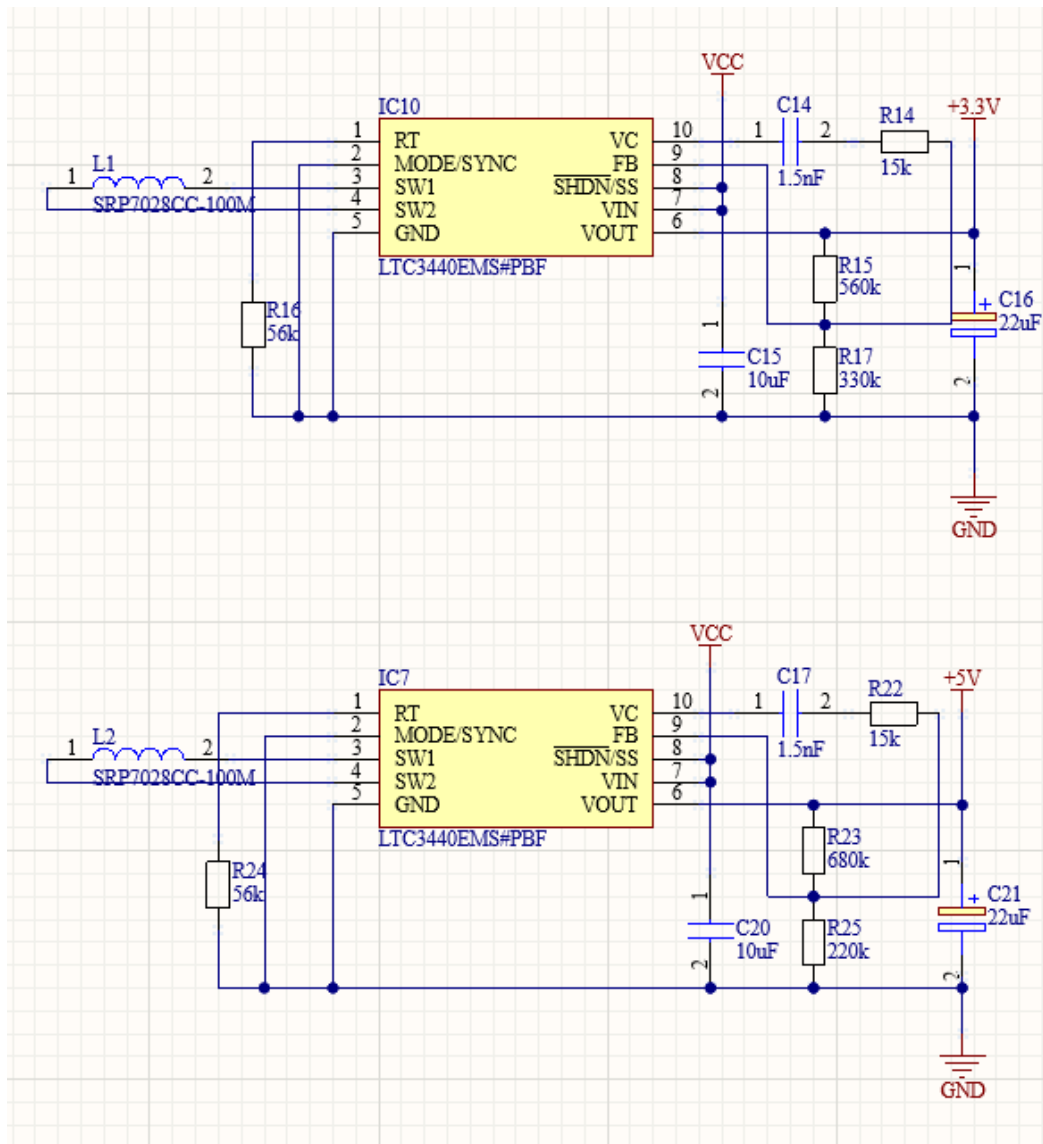 VCC
IC10
C14
R14
+3.3V
1 RT VC 10 1 2 15k
2 MODE/SYNC FB 9 1.5nF
L1
1 2 3 SW1 SHDN/SS 8
SRP7028CC-100M 4 SW2 VIN 7
5 GND VOUT 6
LTC3440EMS#PBF
R15
560k
1
C16
+
22uF
R16
56k
1
C15
10uF
2
R17
330k
2
GND
VCC
IC7
C17
R22
+5V
1 RT VC 10 1 2 15k
2 MODE/SYNC FB 9 1.5nF
L2
1 2 3 SW1 SHDN/SS 8
SRP7028CC-100M 4 SW2 VIN 7
5 GND VOUT 6
LTC3440EMS#PBF
R23
680k
1
C21
+
22uF
R24
56k
1
C20
10uF
2
R25
220k
2
GND